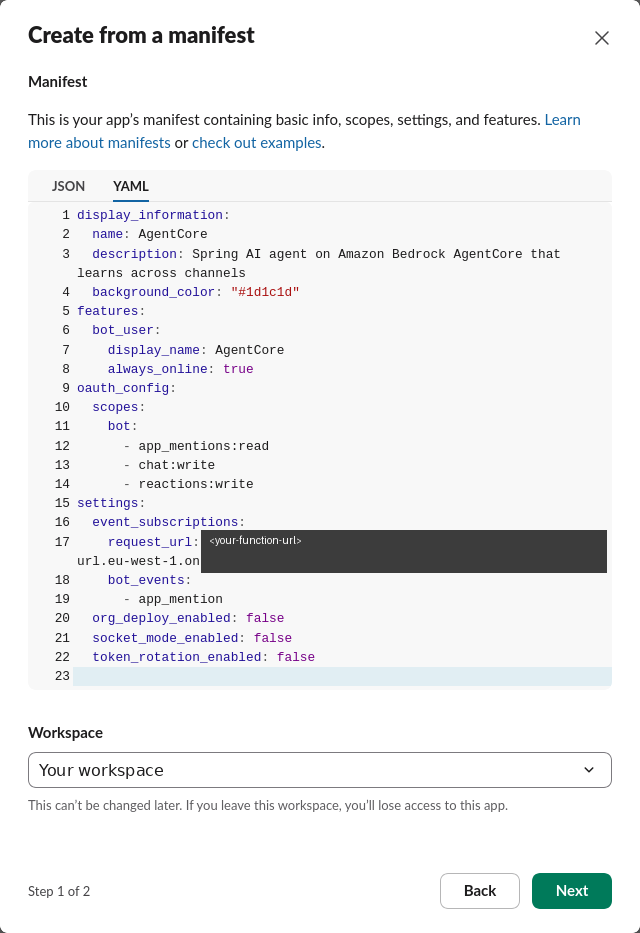 Create from a manifest
Manifest
This is your app's manifest containing basic info, scopes, settings, and features. Learn
more about manifests or check out examples.
JSON YAML
1 display_information:
2   name: AgentCore
3   description: Spring AI agent on Amazon Bedrock AgentCore that
learns across channels
4   background_color: "#1d1c1d"
5 features:
6   bot_user:
7     display_name: AgentCore
8     always_online: true
9 oauth_config:
10   scopes:
11     bot:
12       - app_mentions:read
13       - chat:write
14       - reactions:write
15 settings:
16   event_subscriptions:
17     request_url: <your-function-url>
url.eu-west-1.on
18     bot_events:
19       - app_mention
20   org_deploy_enabled: false
21   socket_mode_enabled: false
22   token_rotation_enabled: false
23
Workspace
Your workspace
This can't be changed later. If you leave this workspace, you'll lose access to this app.
Step 1 of 2 Back Next